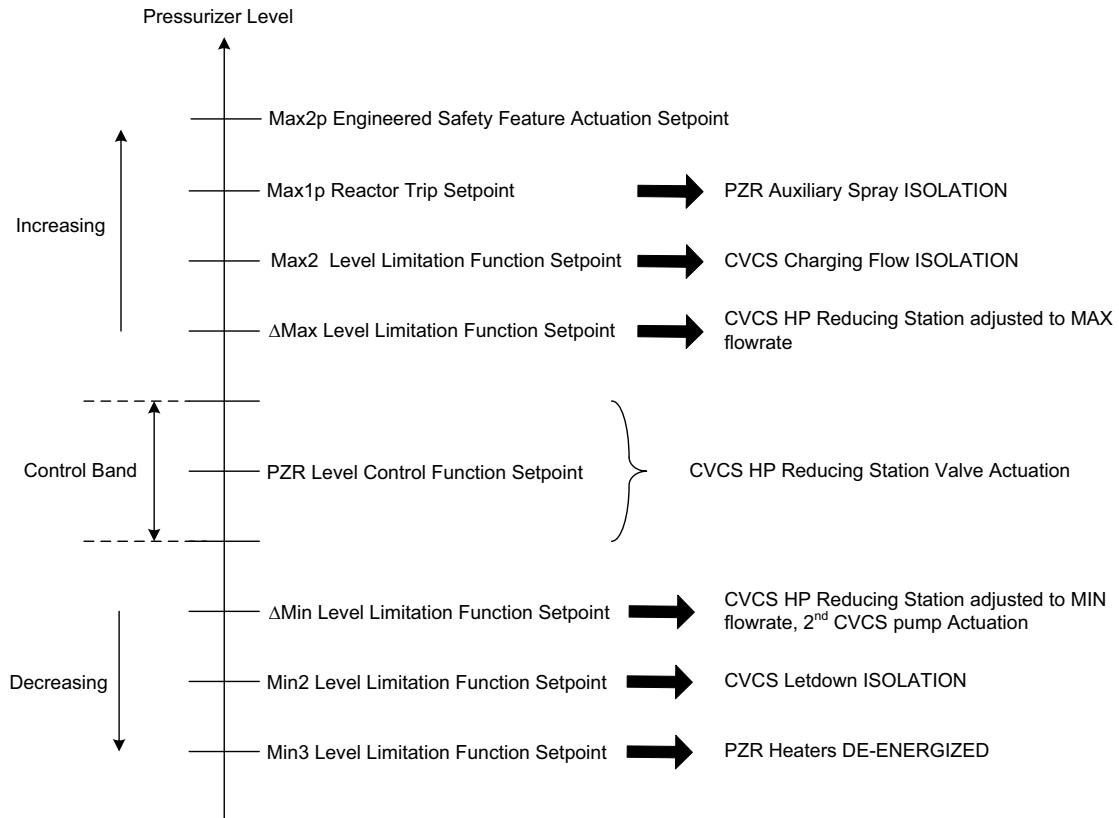 Pressurizer Level
Max2p Engineered Safety Feature Actuation Setpoint
Max1p Reactor Trip Setpoint
PZR Auxiliary Spray ISOLATION
Increasing
Max2 Level Limitation Function Setpoint
CVCS Charging Flow ISOLATION
ΔMax Level Limitation Function Setpoint
CVCS HP Reducing Station adjusted to MAX
flowrate
Control Band
PZR Level Control Function Setpoint
CVCS HP Reducing Station Valve Actuation
ΔMin Level Limitation Function Setpoint
CVCS HP Reducing Station adjusted to MIN
flowrate, 2nd CVCS pump Actuation
Decreasing
Min2 Level Limitation Function Setpoint
CVCS Letdown ISOLATION
Min3 Level Limitation Function Setpoint
PZR Heaters DE-ENERGIZED